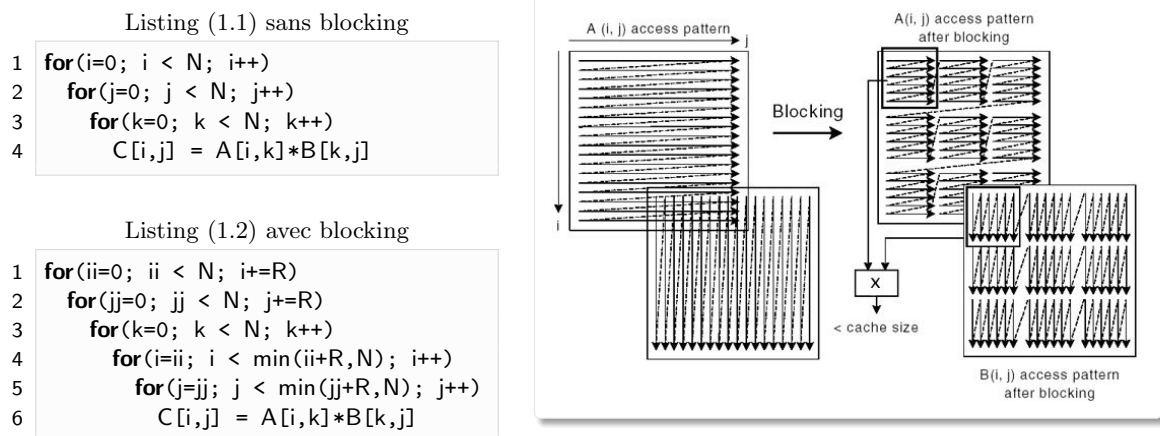 Listing (1.1) sans blocking
1 for(i=0; i < N; i++)
2 for(j=0; j < N; j++)
3 for(k=0; k < N; k++)
4 C[i,j] = A[i,k]*B[k,j]
Listing (1.2) avec blocking
1 for(ii=0; ii < N; i+=R)
2 for(jj=0; jj < N; j+=R)
3 for(k=0; k < N; k++)
4 for(i=ii; i < min(ii+R,N); i++)
5 for(j=jj; j < min(jj+R,N); j++)
6 C[i,j] = A[i,k]*B[k,j]
A (i, j) access pattern
j
i
Blocking
A(i, j) access pattern
after blocking
x
< cache size
B(i, j) access pattern
after blocking